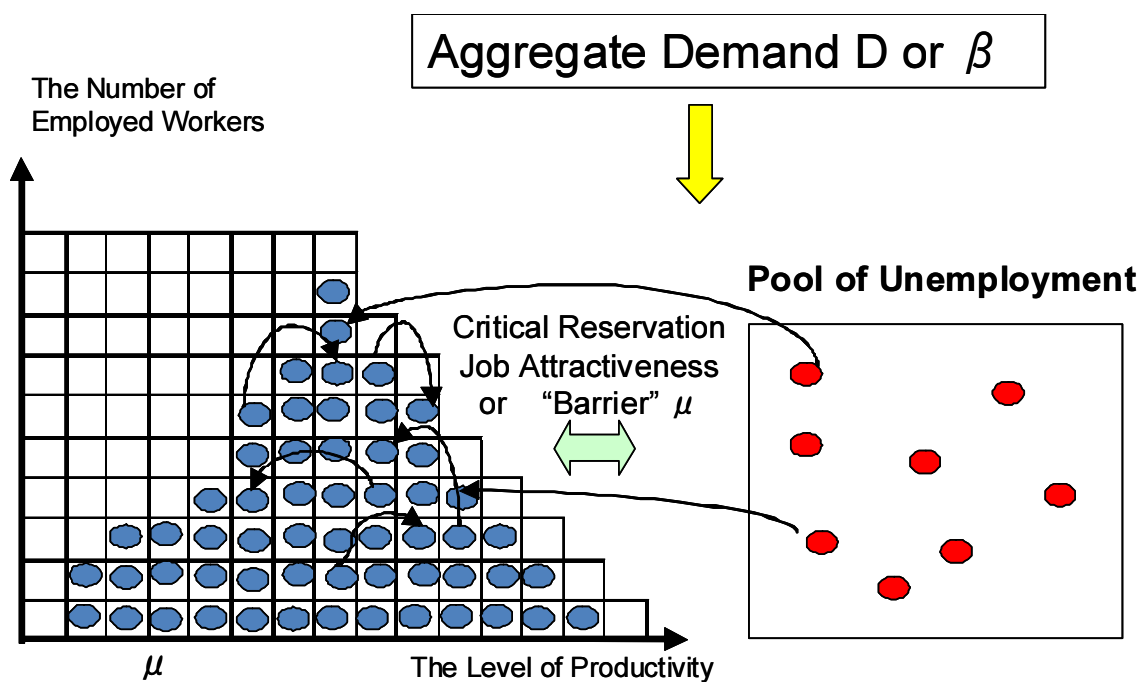 Aggregate Demand D or β
The Number of
Employed Workers
Pool of Unemployment
Critical Reservation
Job Attractiveness
or “Barrier” μ
μ
The Level of Productivity